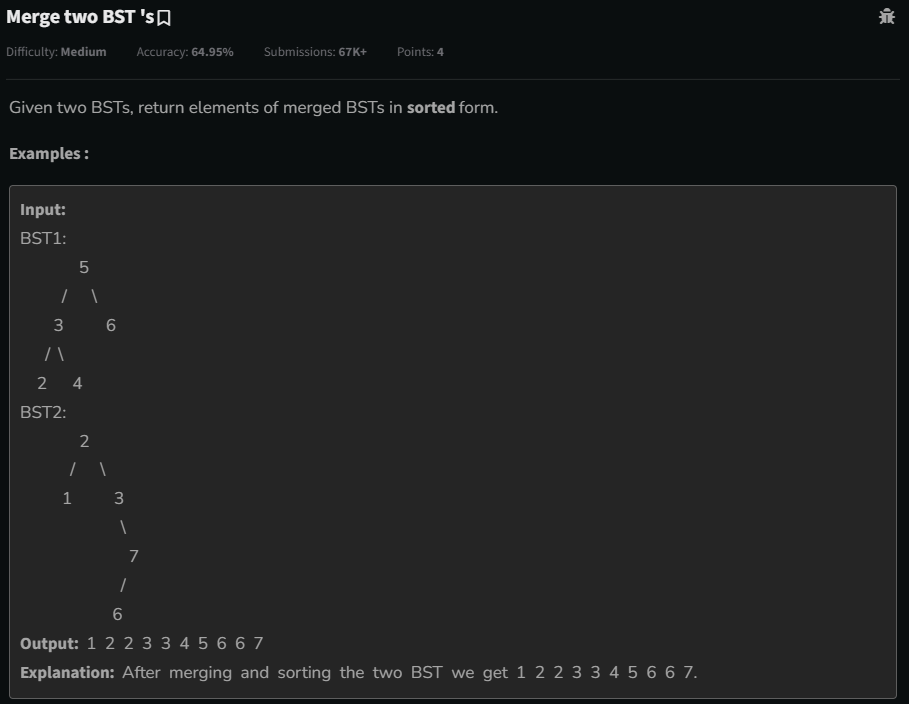 Merge two BST 's
Difficulty: Medium Accuracy: 64.95% Submissions: 67K+ Points: 4
Given two BSTs, return elements of merged BSTs in sorted form.
Examples :
Input:
BST1:
5
/ \
3 6
/ \
2 4
BST2:
2
/ \
1 3
\
7
/
6
Output: 1 2 2 3 3 4 5 6 6 7
Explanation: After merging and sorting the two BST we get 1 2 2 3 3 4 5 6 6 7.